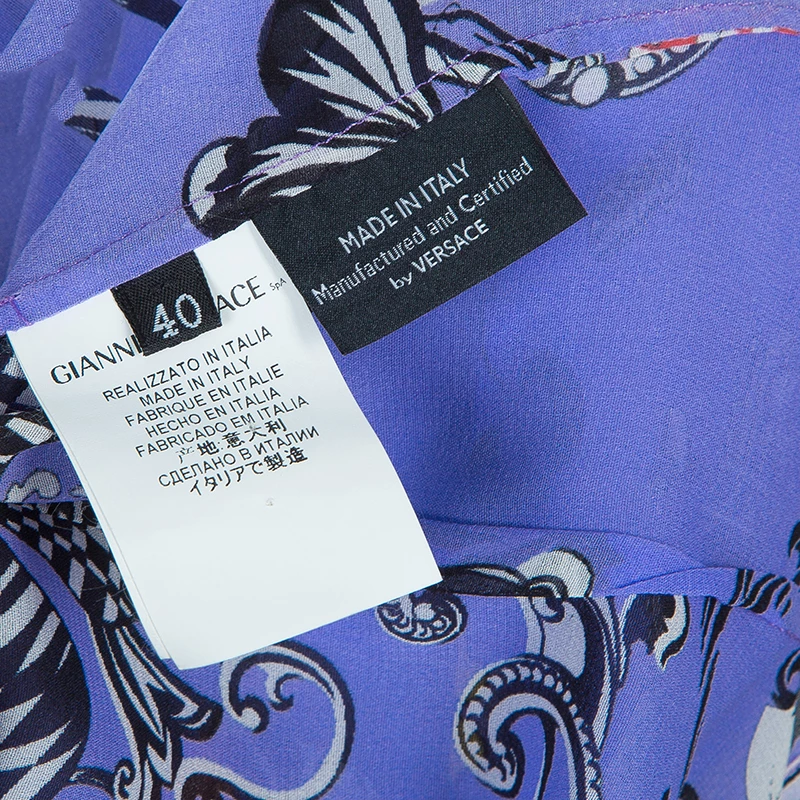 MADE IN ITALY
Manufactured and Certified
by VERSACE
40
GIANNI ACE SpA
REALIZZATO IN ITALIA
MADE IN ITALY
FABRIQUE EN ITALIE
HECHO EN ITALIA
FABRICADO EM ITALIA
产地意大利
СДЕЛАНО В ИТАЛИИ
イタリアで製造